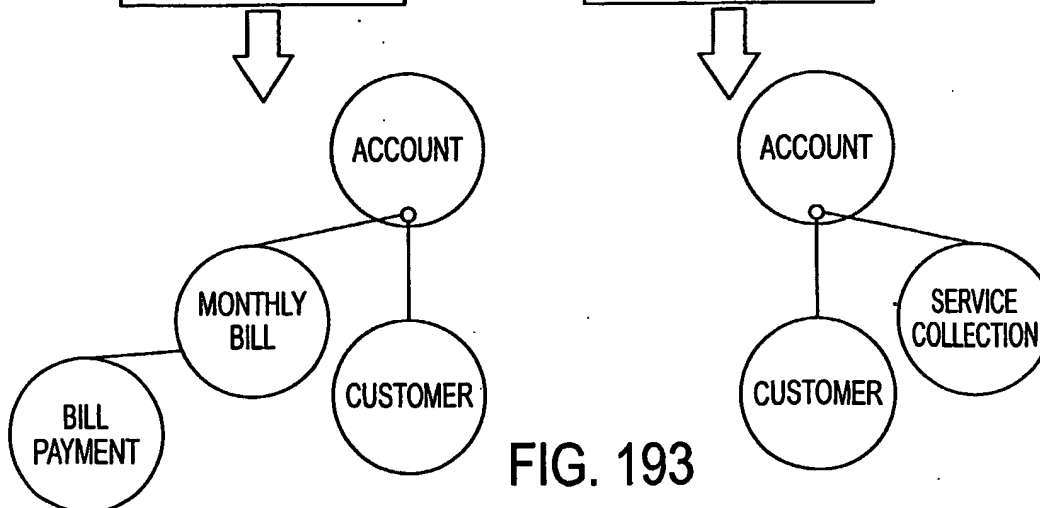 ACCOUNT
MONTHLY
BILL
CUSTOMER
BILL
PAYMENT
ACCOUNT
SERVICE
COLLECTION
CUSTOMER
FIG. 193